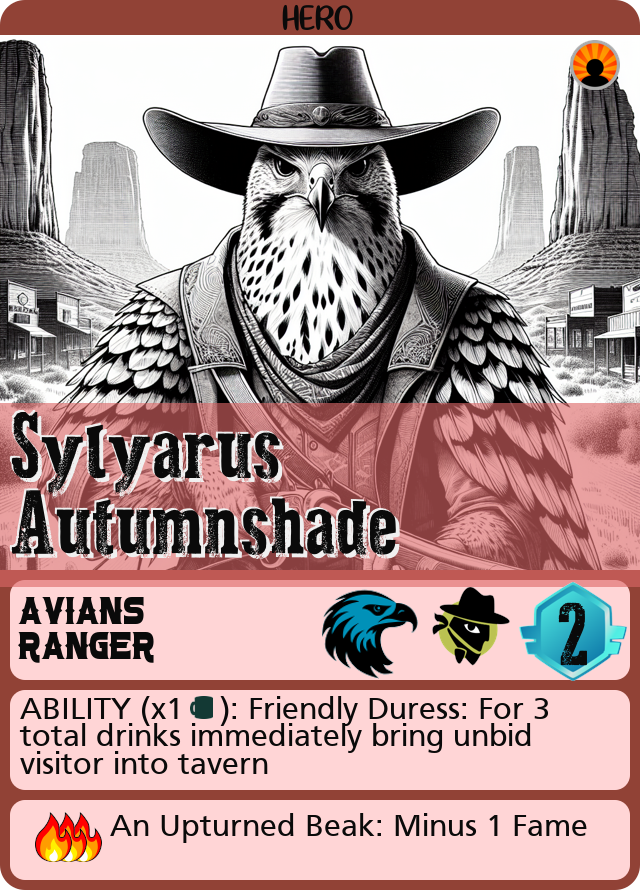 HERO
Sylyarus
Autumnshade
AVIANS
RANGER
2
ABILITY (x1 ): Friendly Duress: For 3
total drinks immediately bring unbid
visitor into tavern
An Upturned Beak: Minus 1 Fame